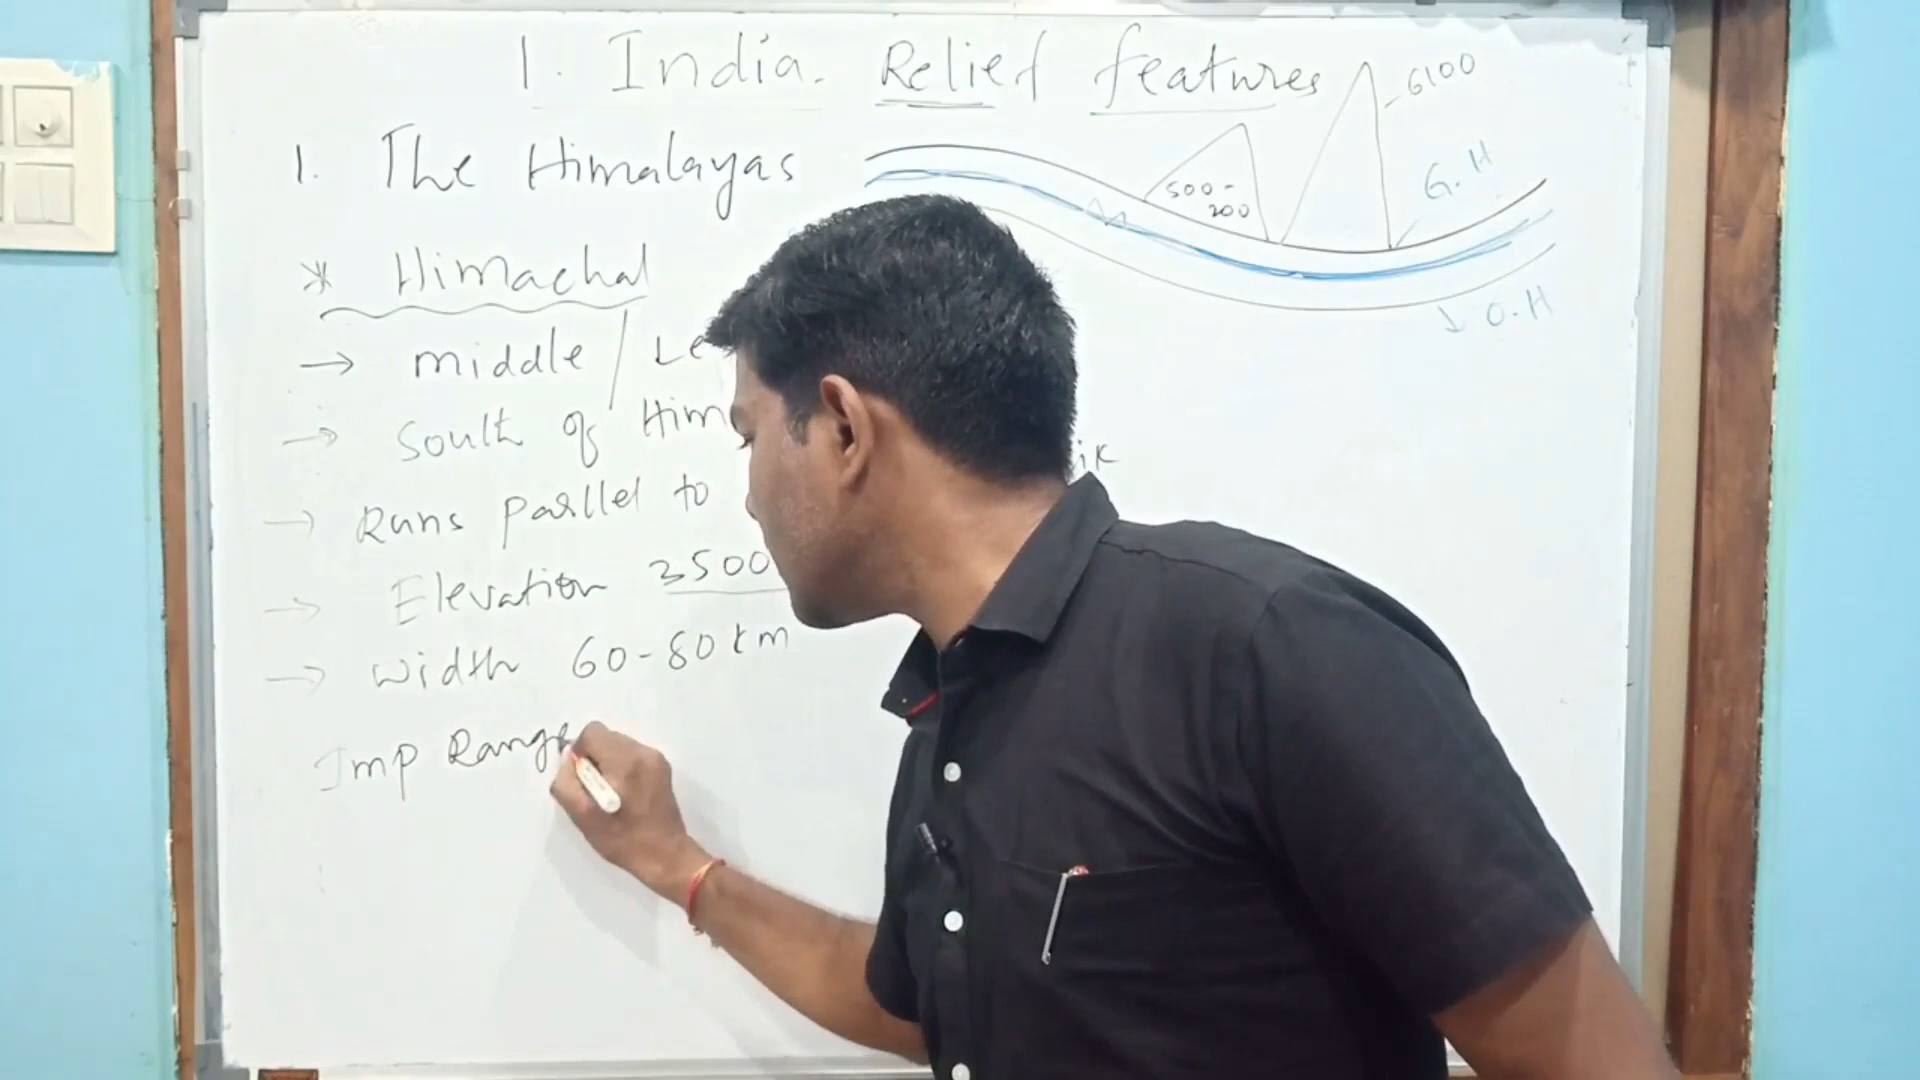 1. India. Relief features
1. The Himalayas
* Himachal
→ middle / Le
→ South of Him
ik
→ Runs parllel to
→ Elevation 3500
→ width 60-80 km
Imp Range
6100
500-
200
G.H
↓ O.H